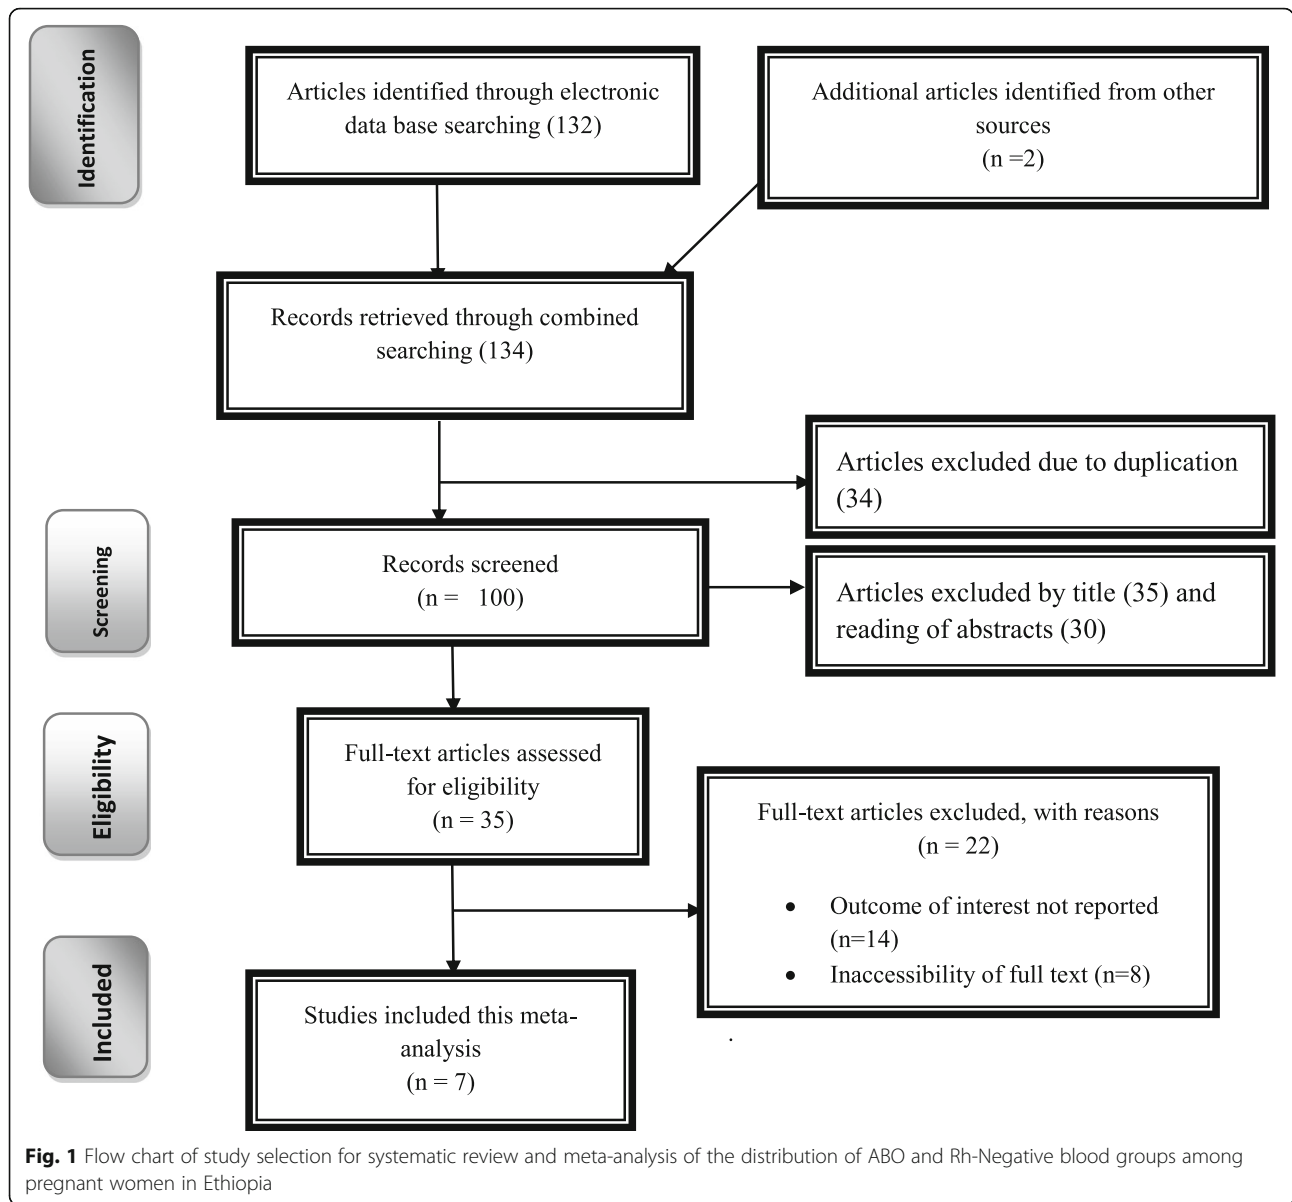 Identification
Articles identified through electronic
data base searching (132)
Additional articles identified from other
sources
(n =2)
Records retrieved through combined
searching (134)
Articles excluded due to duplication
(34)
Screening
Records screened
(n =   100)
Articles excluded by title (35) and
reading of abstracts (30)
Eligibility
Full-text articles assessed
for eligibility
(n = 35)
Full-text articles excluded, with reasons
(n = 22)
• Outcome of interest not reported
(n=14)
• Inaccessibility of full text (n=8)
.
Included
Studies included this meta-
analysis
(n = 7)
Fig. 1 Flow chart of study selection for systematic review and meta-analysis of the distribution of ABO and Rh-Negative blood groups among
pregnant women in Ethiopia